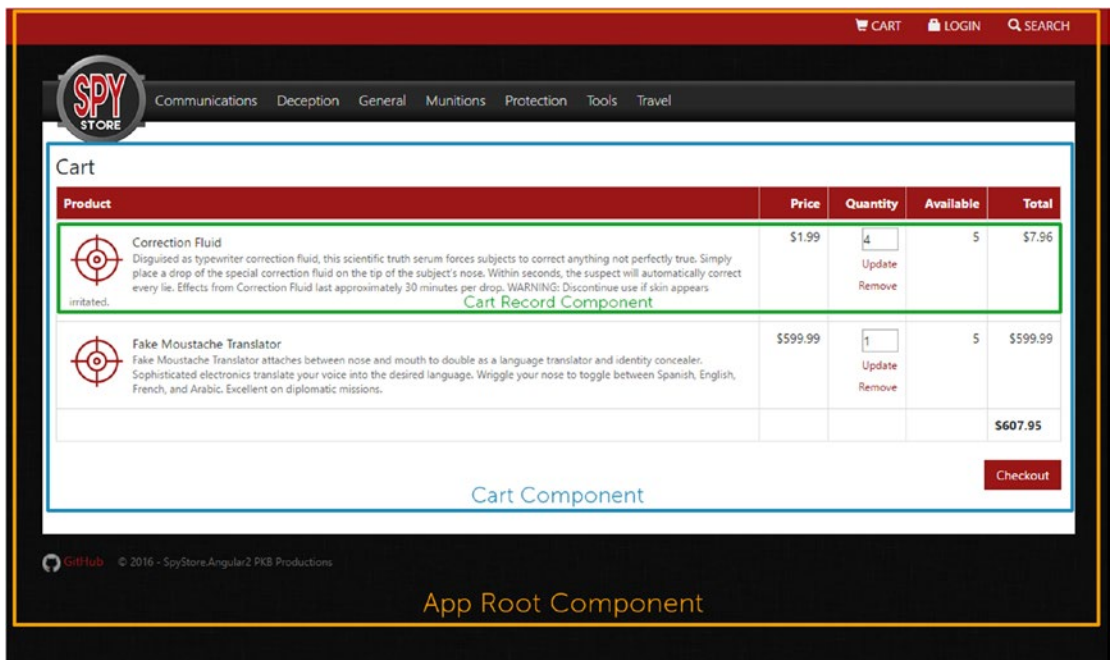 CART LOGIN SEARCH
SPY
STORE
Communications Deception General Munitions Protection Tools Travel
Cart
Product Price Quantity Available Total
Correction Fluid $1.99 4 5 $7.96
Disguised as typewriter correction fluid, this scientific truth serum forces subjects to correct anything not perfectly true. Simply
place a drop of the special correction fluid on the tip of the subject's nose. Within seconds, the suspect will automatically correct
every lie. Effects from Correction Fluid last approximately 30 minutes per drop. WARNING: Discontinue use if skin appears
irritated.
Update
Remove
Cart Record Component
Fake Moustache Translator $599.99 1 5 $599.99
Fake Moustache Translator attaches between nose and mouth to double as a language translator and identity concealer.
Sophisticated electronics translate your voice into the desired language. Wriggle your nose to toggle between Spanish, English,
French, and Arabic. Excellent on diplomatic missions.
Update
Remove
$607.95
Checkout
Cart Component
GitHub © 2016 - SpyStore.Angular2 PKB Productions
App Root Component